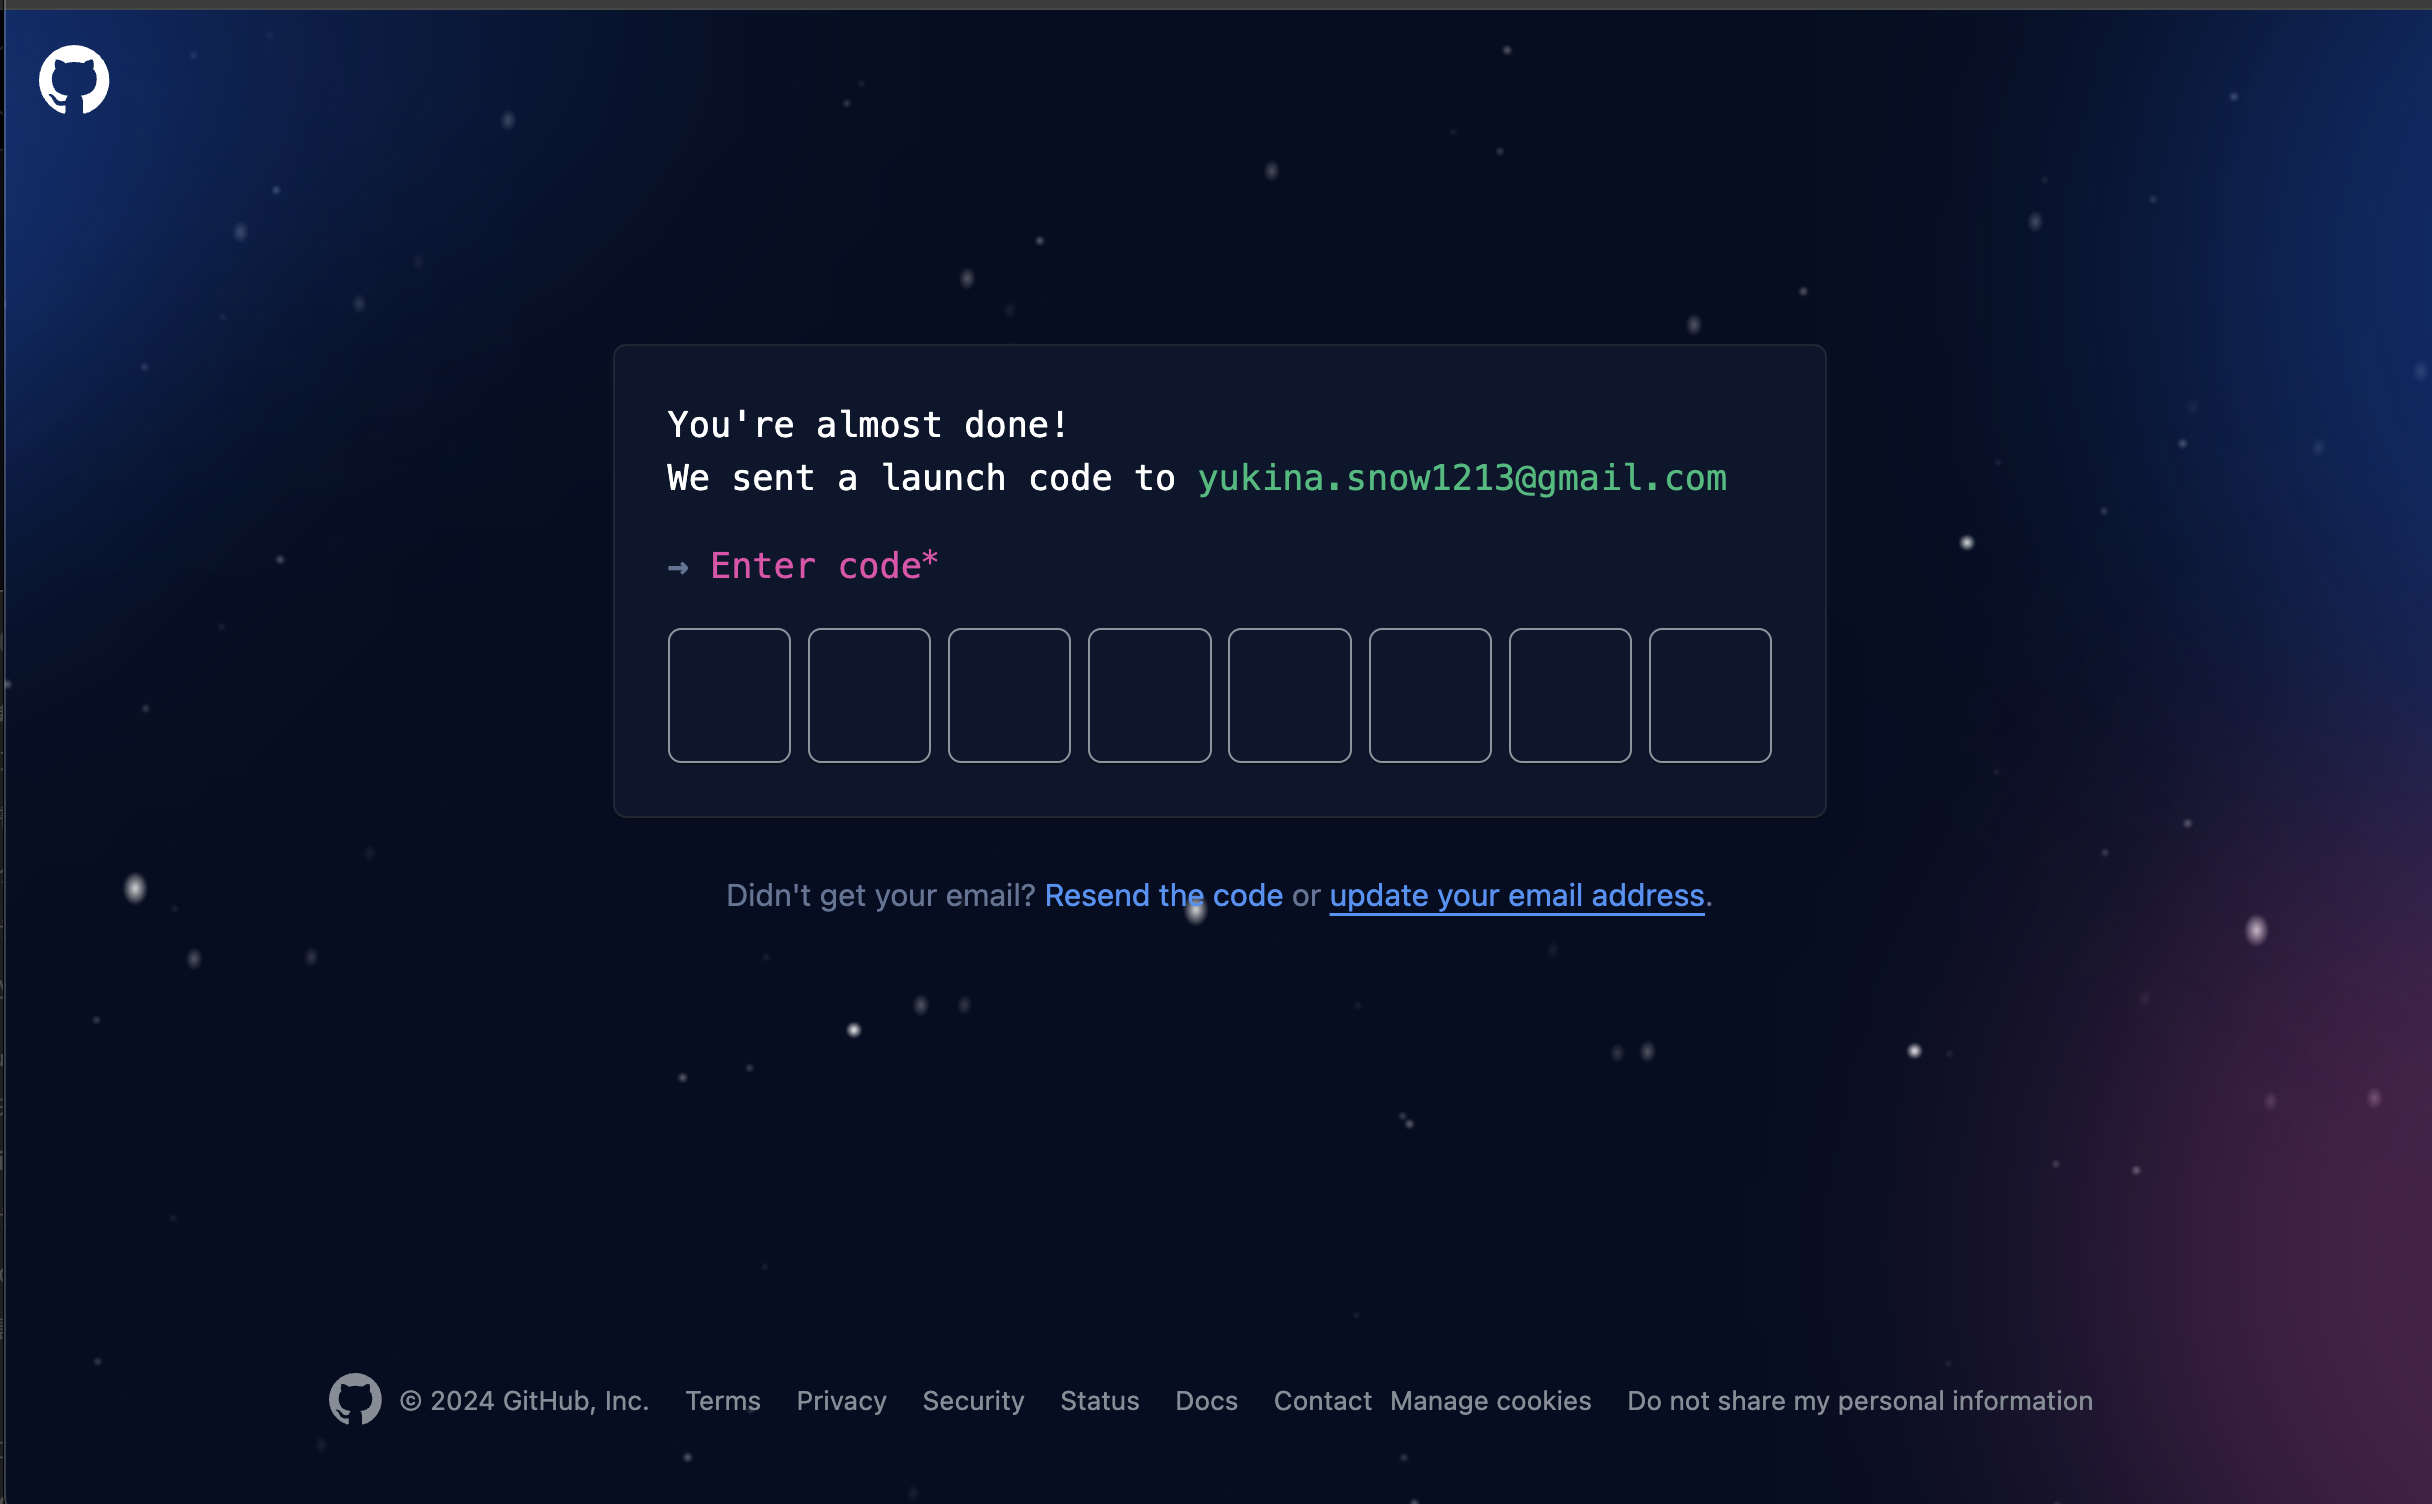 You're almost done!
We sent a launch code to yukina.snow1213@gmail.com
→ Enter code*
Didn't get your email? Resend the code or update your email address.
© 2024 GitHub, Inc. Terms Privacy Security Status Docs Contact Manage cookies Do not share my personal information